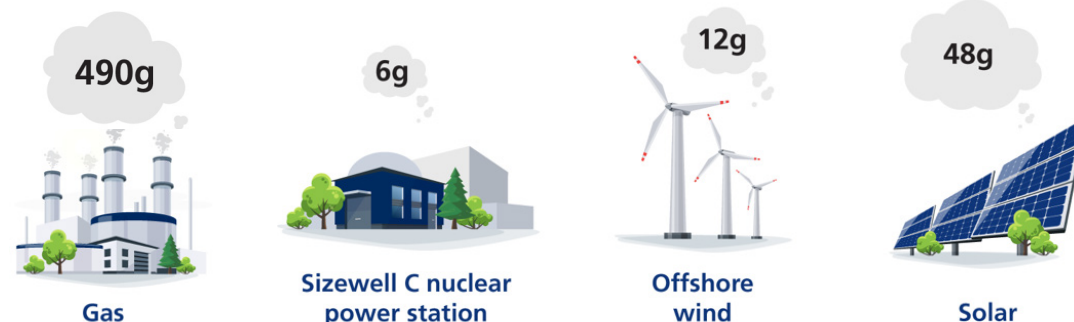 490g
6g
12g
48g
Gas
Sizewell C nuclear
power station
Offshore
wind
Solar